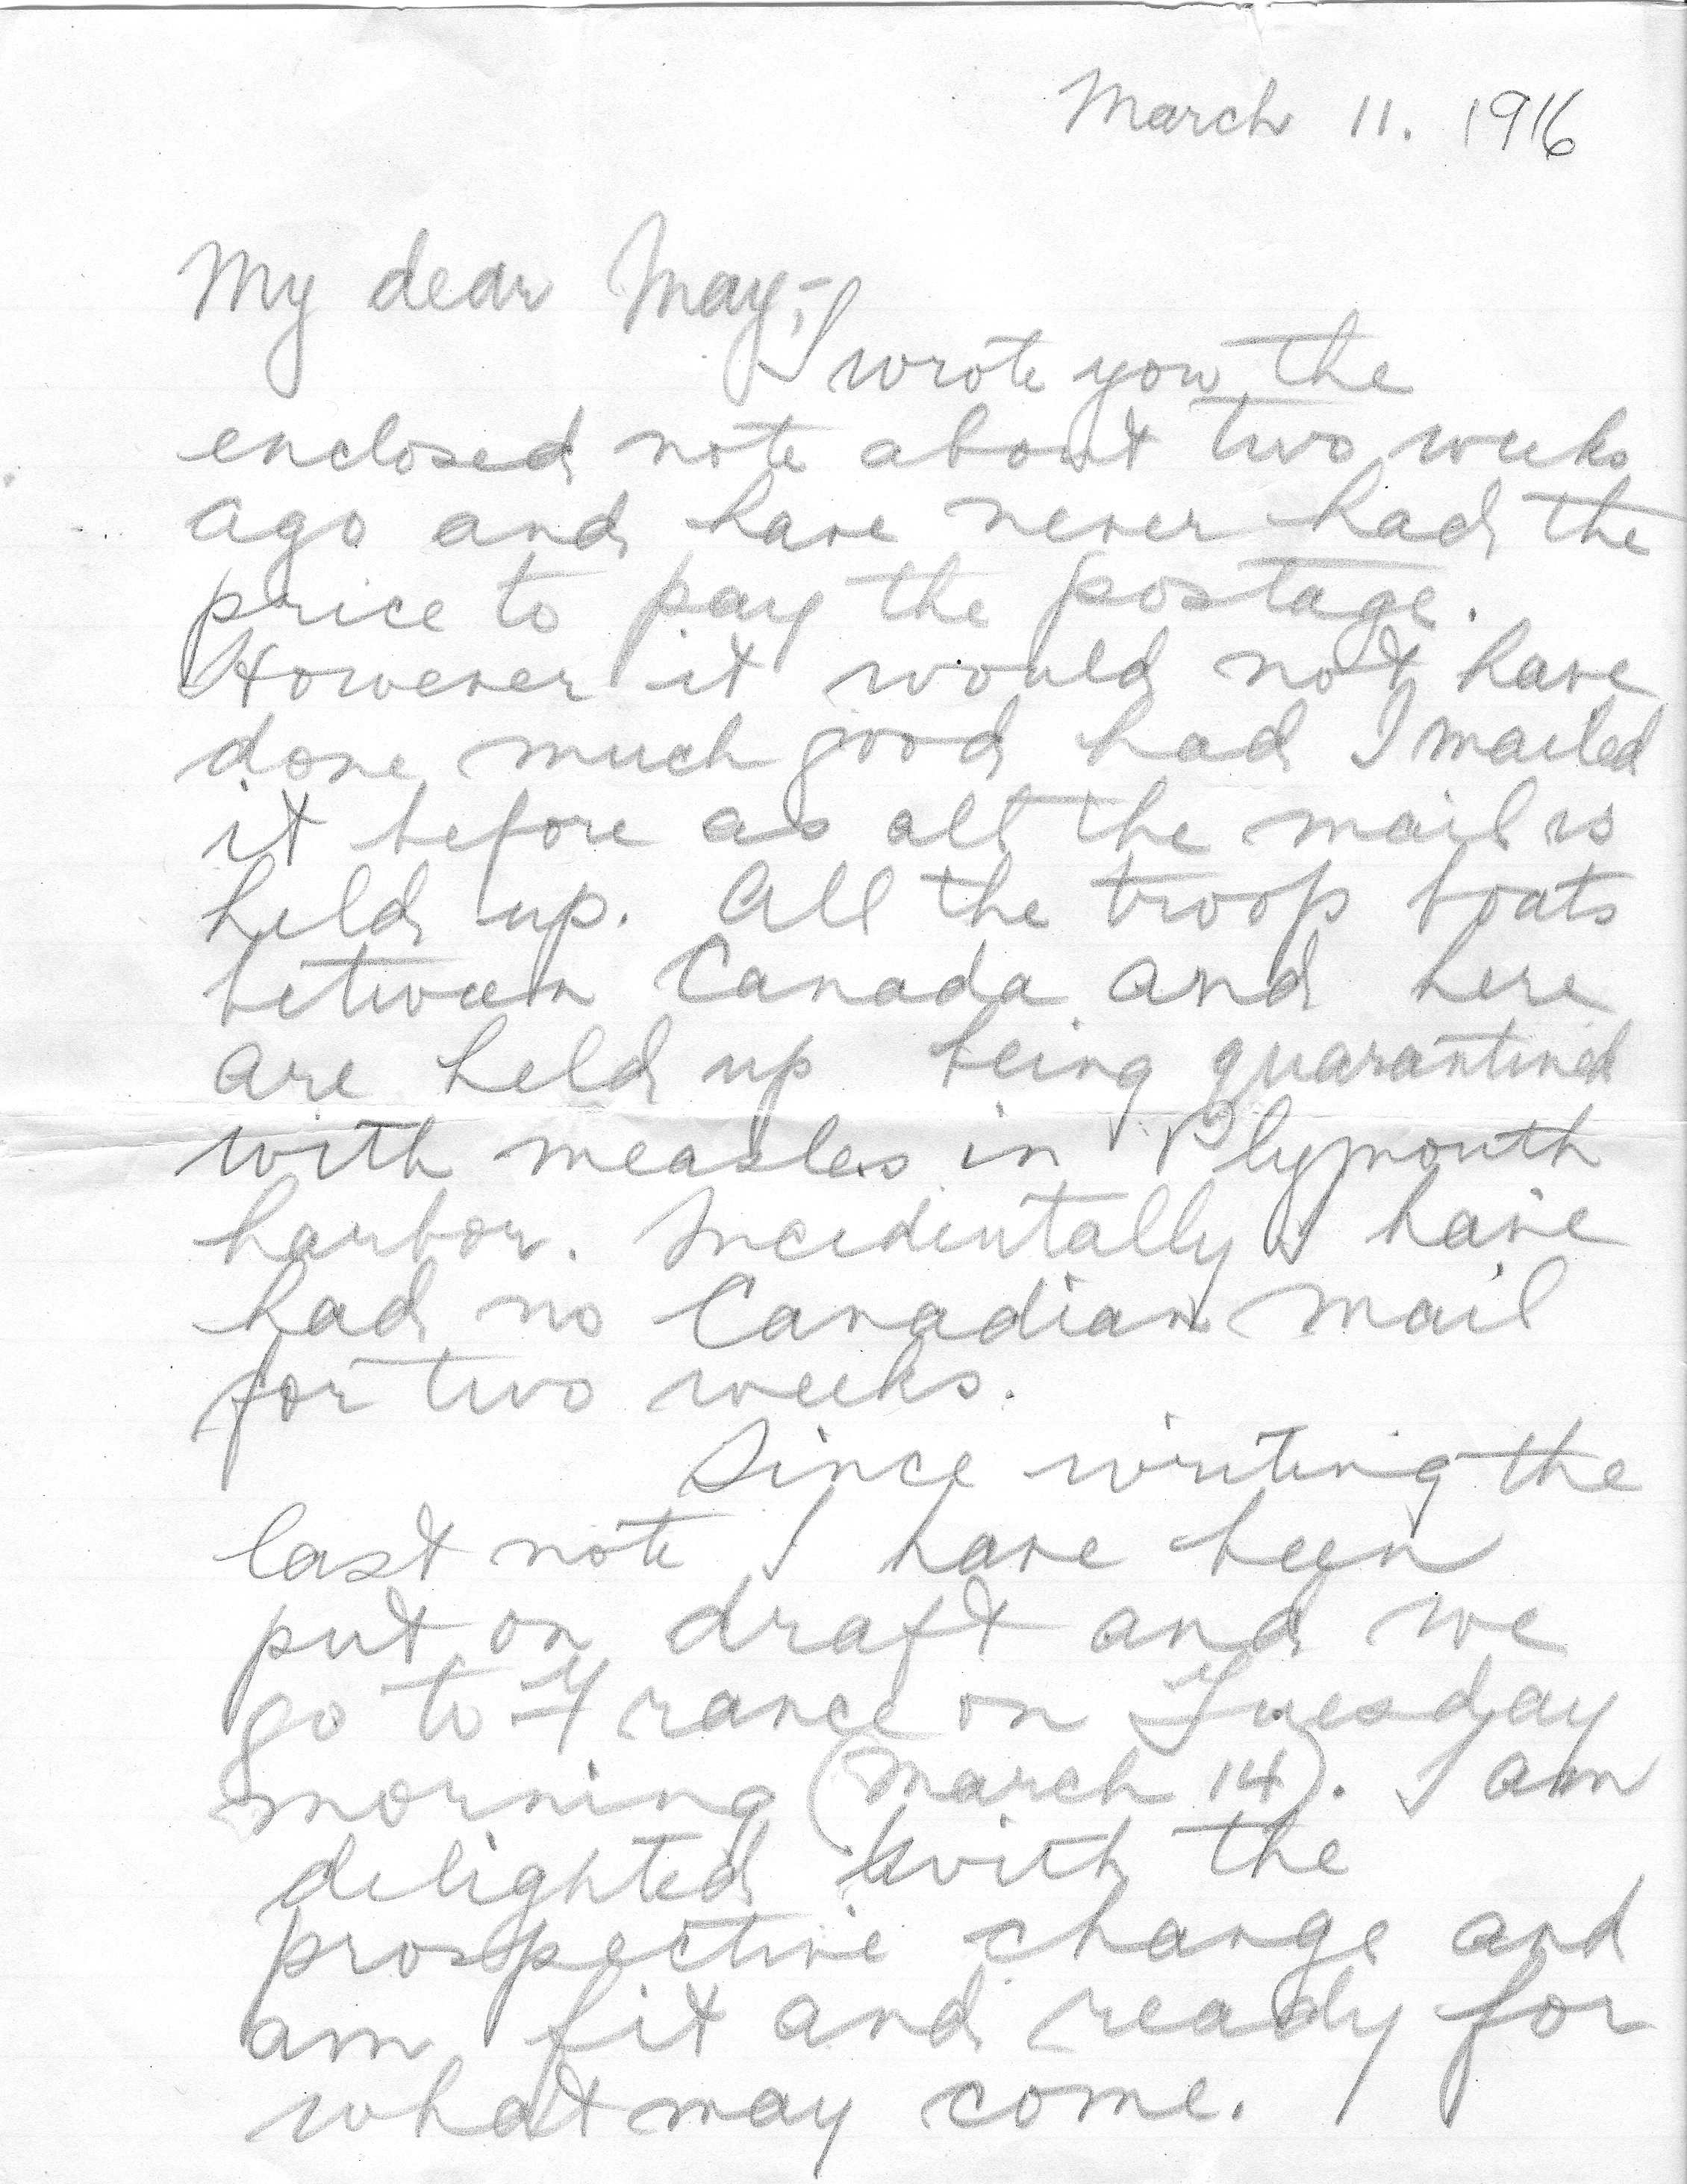 March 11. 1916
My dear May;-
I wrote you the
enclosed note about two weeks
ago and have never had the
price to pay the postage.
However it would not have
done much good had I mailed
it before as all the mail is
held up. All the troop boats
between Canada and here
are held up being quarantined
with measles in Plymouth
harbor. Incidentally I have
had no Canadian mail
for two weeks.
Since writing the
last note I have been
put on draft and we
go to France on Tuesday
morning (March 14). I am
delighted with the
prospective change and
am fit and ready for
what may come.